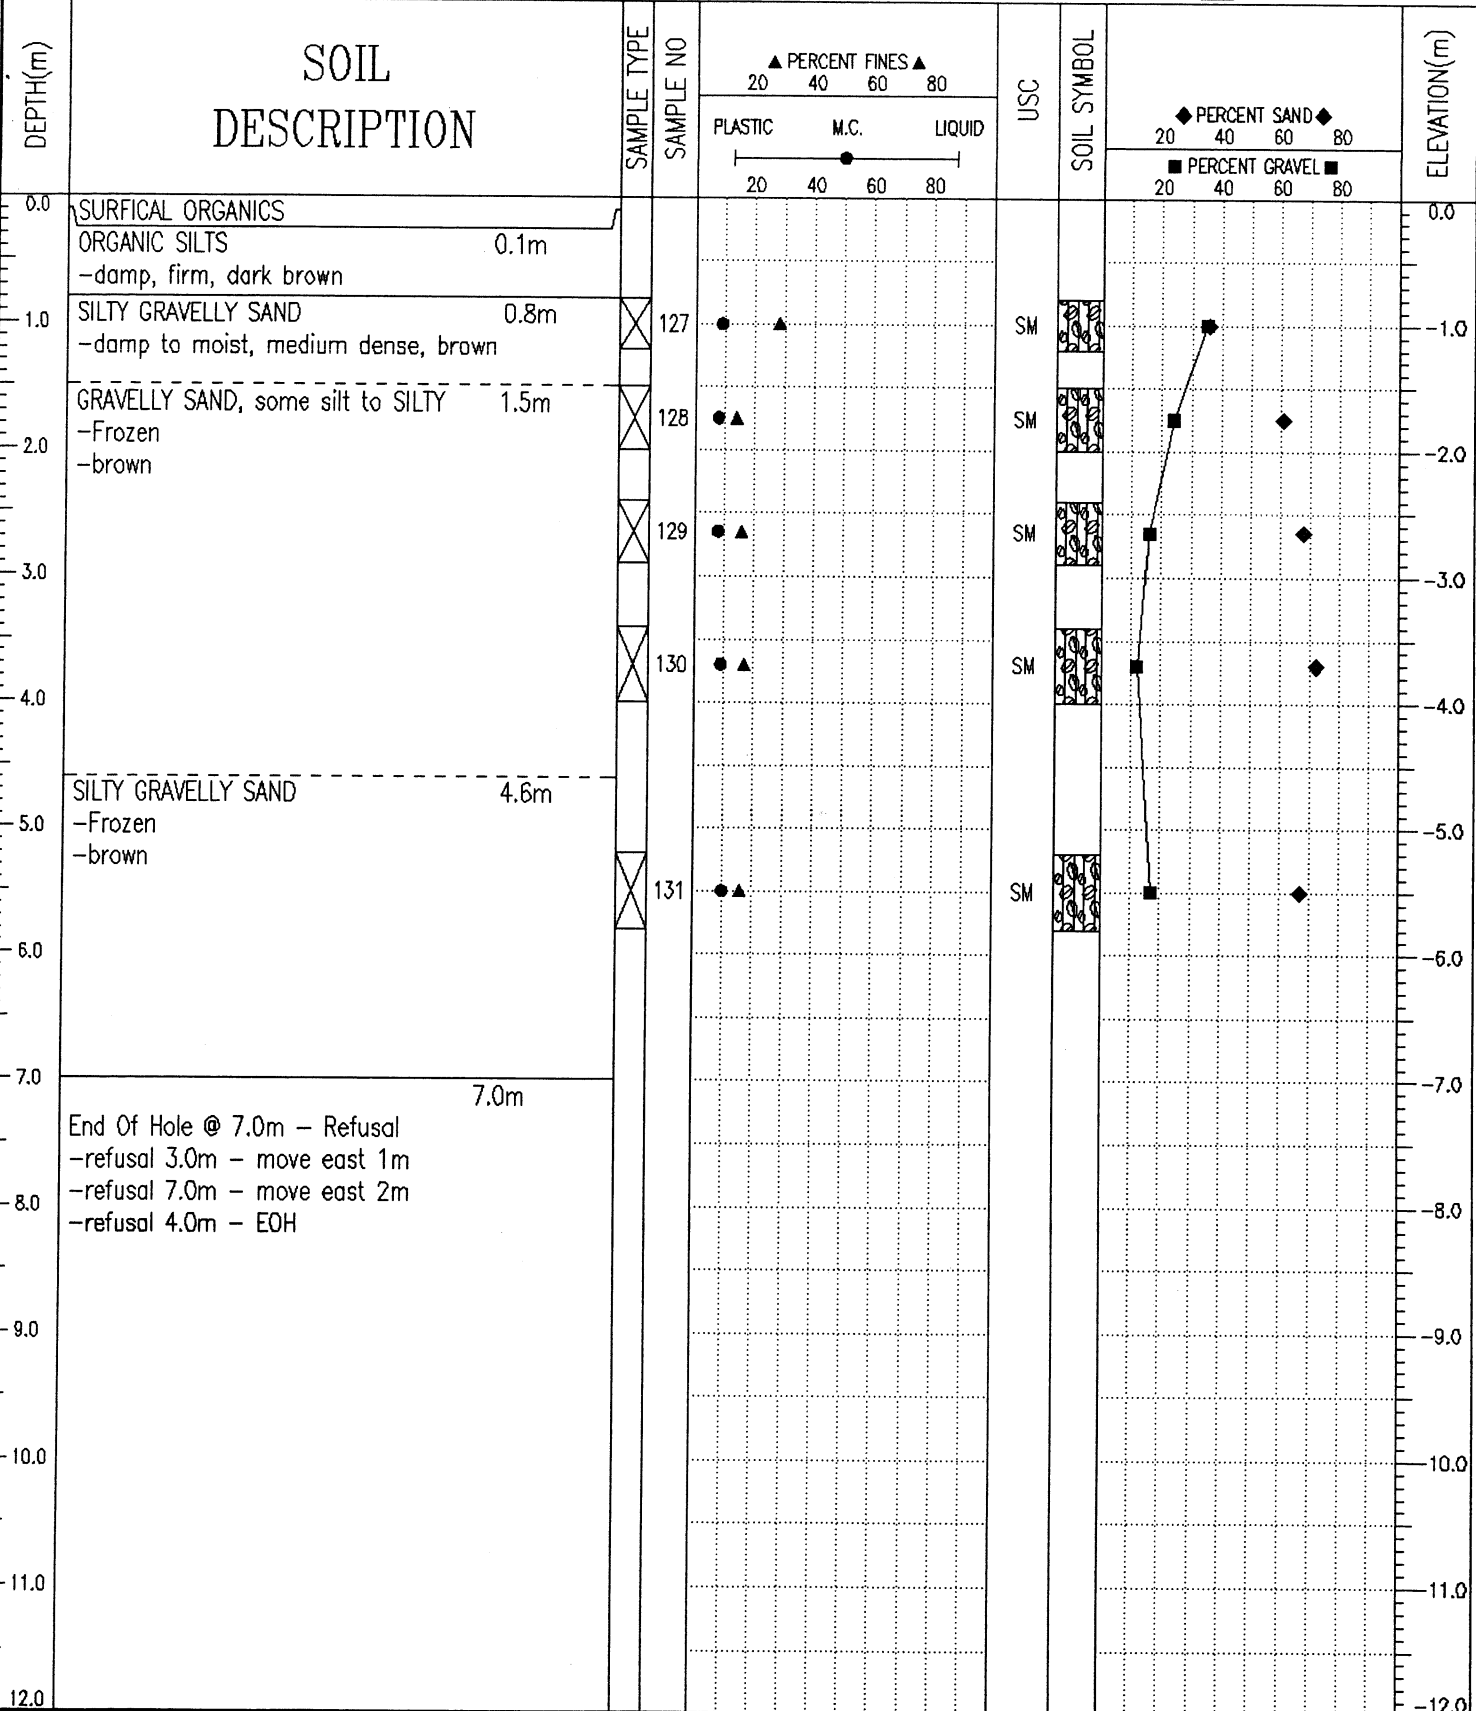 DEPTH(m)
SOIL
DESCRIPTION
SAMPLE TYPE
SAMPLE NO
▲ PERCENT FINES ▲
20 40 60 80
PLASTIC M.C. LIQUID
20 40 60 80
USC
SOIL SYMBOL
◆ PERCENT SAND ◆
20 40 60 80
■ PERCENT GRAVEL ■
20 40 60 80
ELEVATION(m)
0.0
SURFICAL ORGANICS
0.0
ORGANIC SILTS 0.1m
-damp, firm, dark brown
SILTY GRAVELLY SAND 0.8m
1.0
127
SM
-1.0
-damp to moist, medium dense, brown
GRAVELLY SAND, some silt to SILTY 1.5m
128
SM
-Frozen
2.0
-2.0
-brown
129
SM
3.0
-3.0
130
SM
4.0
-4.0
SILTY GRAVELLY SAND 4.6m
5.0
-Frozen
-5.0
-brown
131
SM
6.0
-6.0
7.0
-7.0
7.0m
End Of Hole @ 7.0m - Refusal
-refusal 3.0m - move east 1m
-refusal 7.0m - move east 2m
8.0
-8.0
-refusal 4.0m - EOH
9.0
-9.0
10.0
-10.0
11.0
-11.0
12.0
-12.0